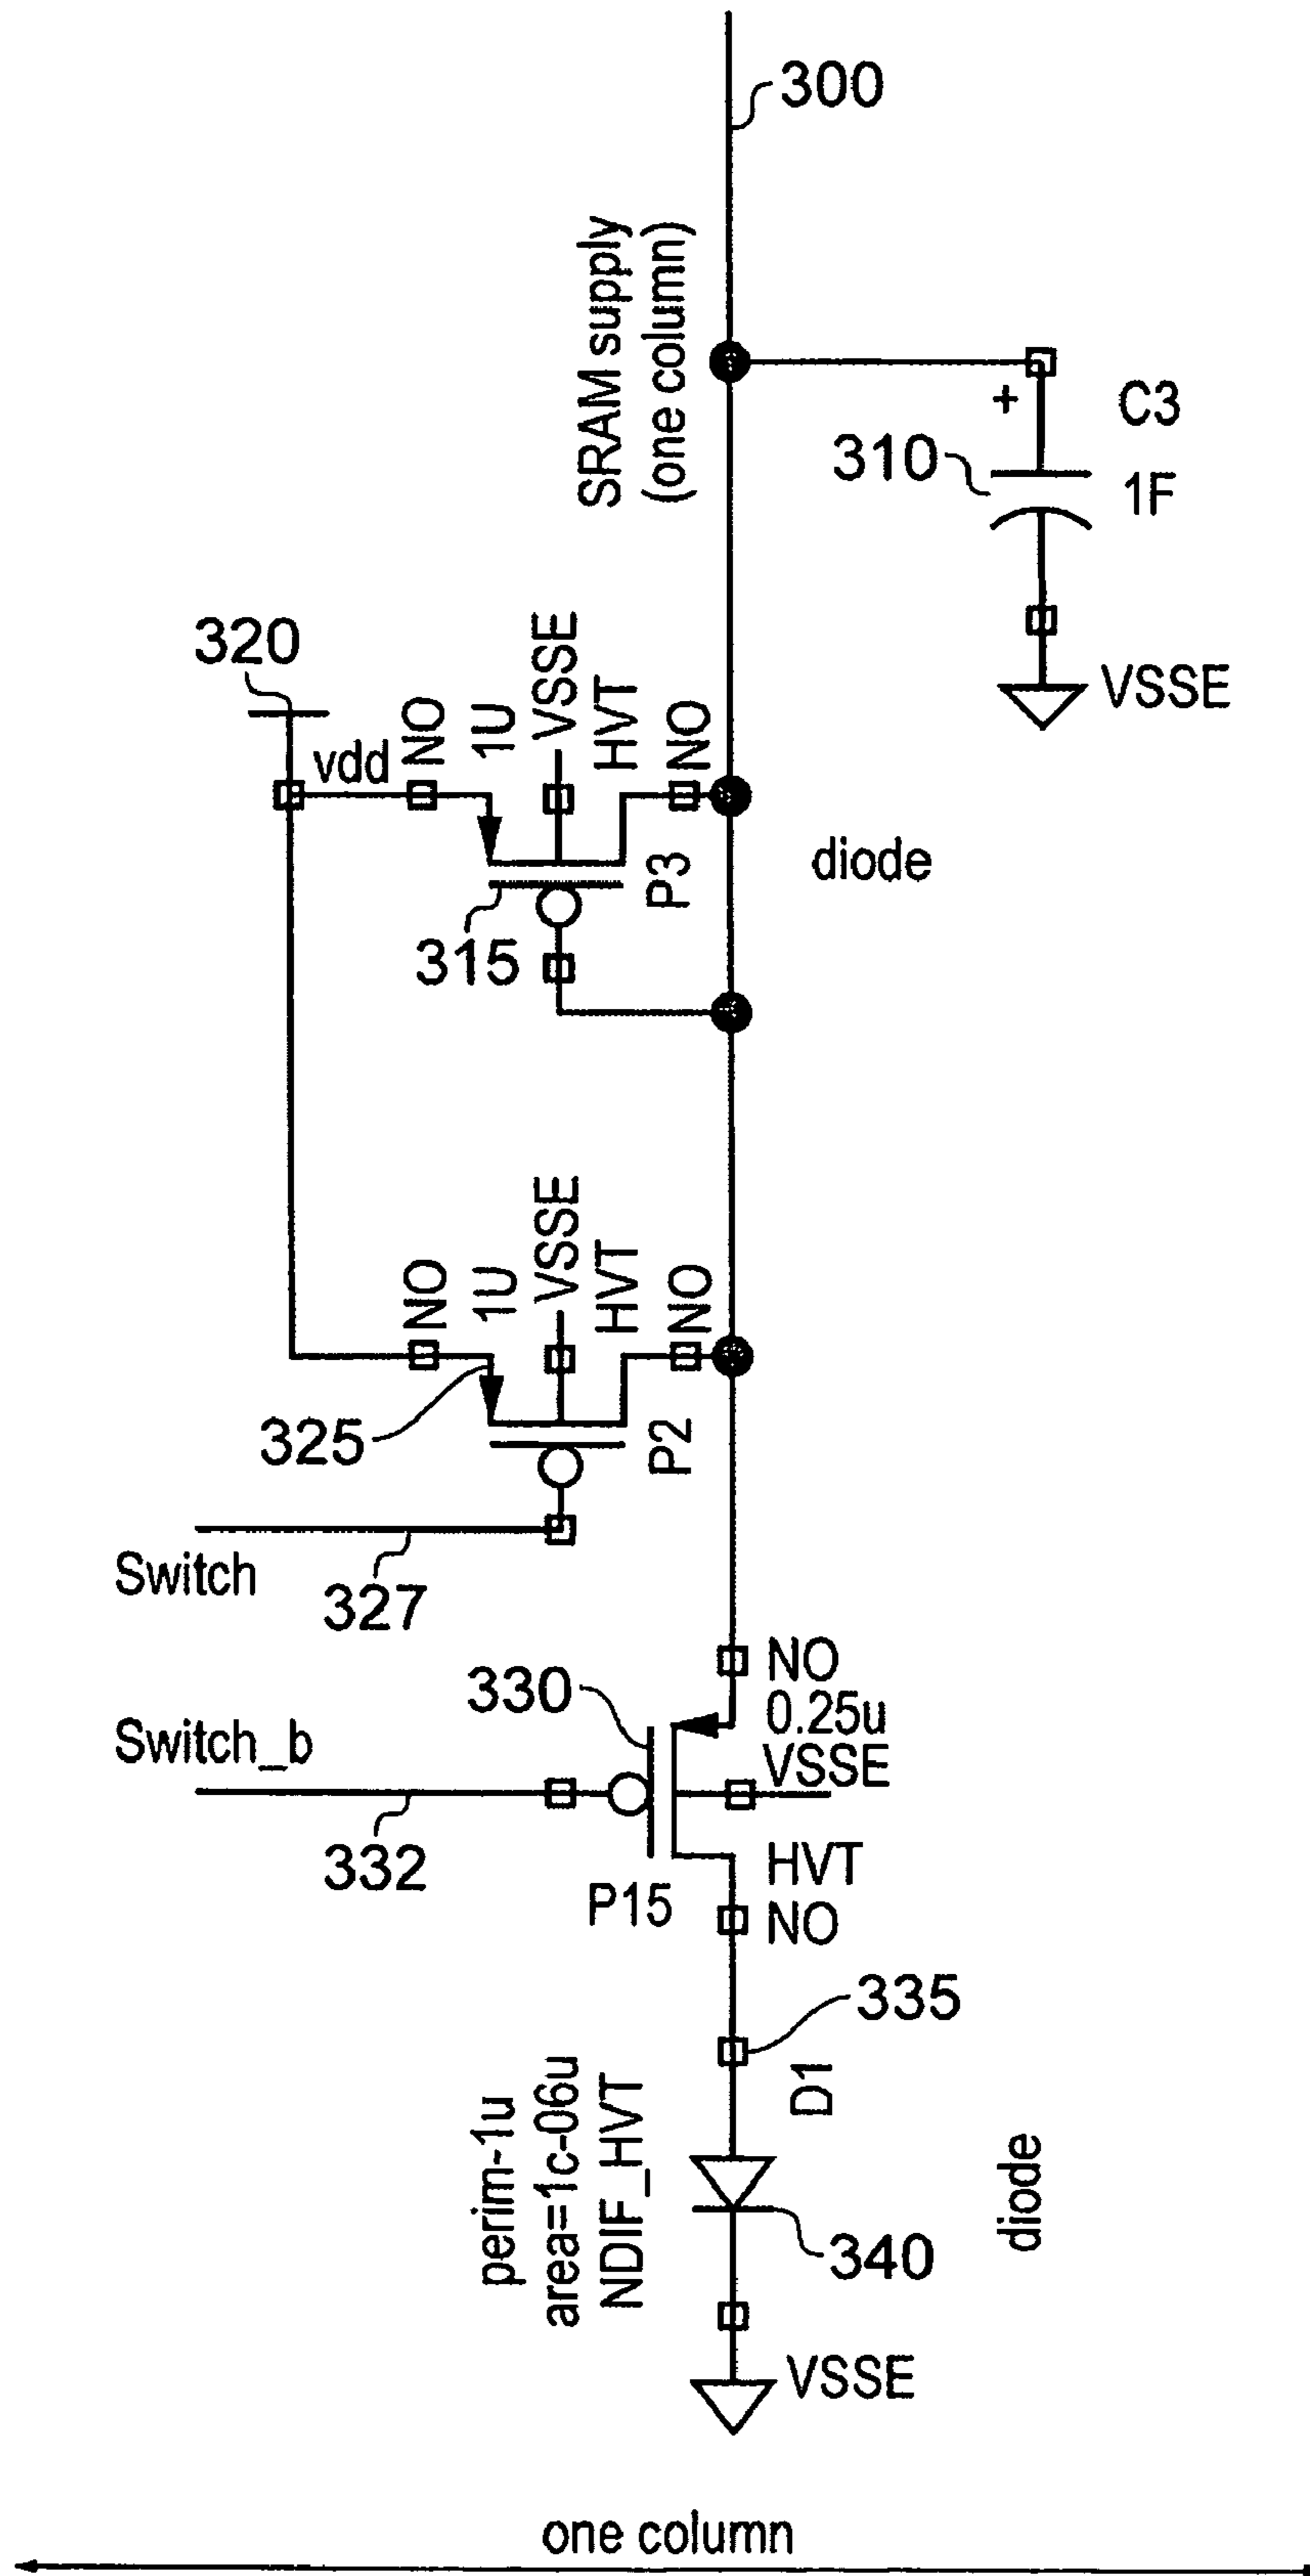 300
SRAM supply
(one column)
+
C3
310
1F
VSSE
320
vdd
NO
1U
VSSE
HVT
NO
P3
315
diode
NO
1U
VSSE
HVT
NO
325
P2
Switch
327
NO
0.25u
330
Switch_b
VSSE
332
HVT
P15
NO
335
D1
perim-1u
area=1c-06u
NDIF_HVT
diode
340
VSSE
one column